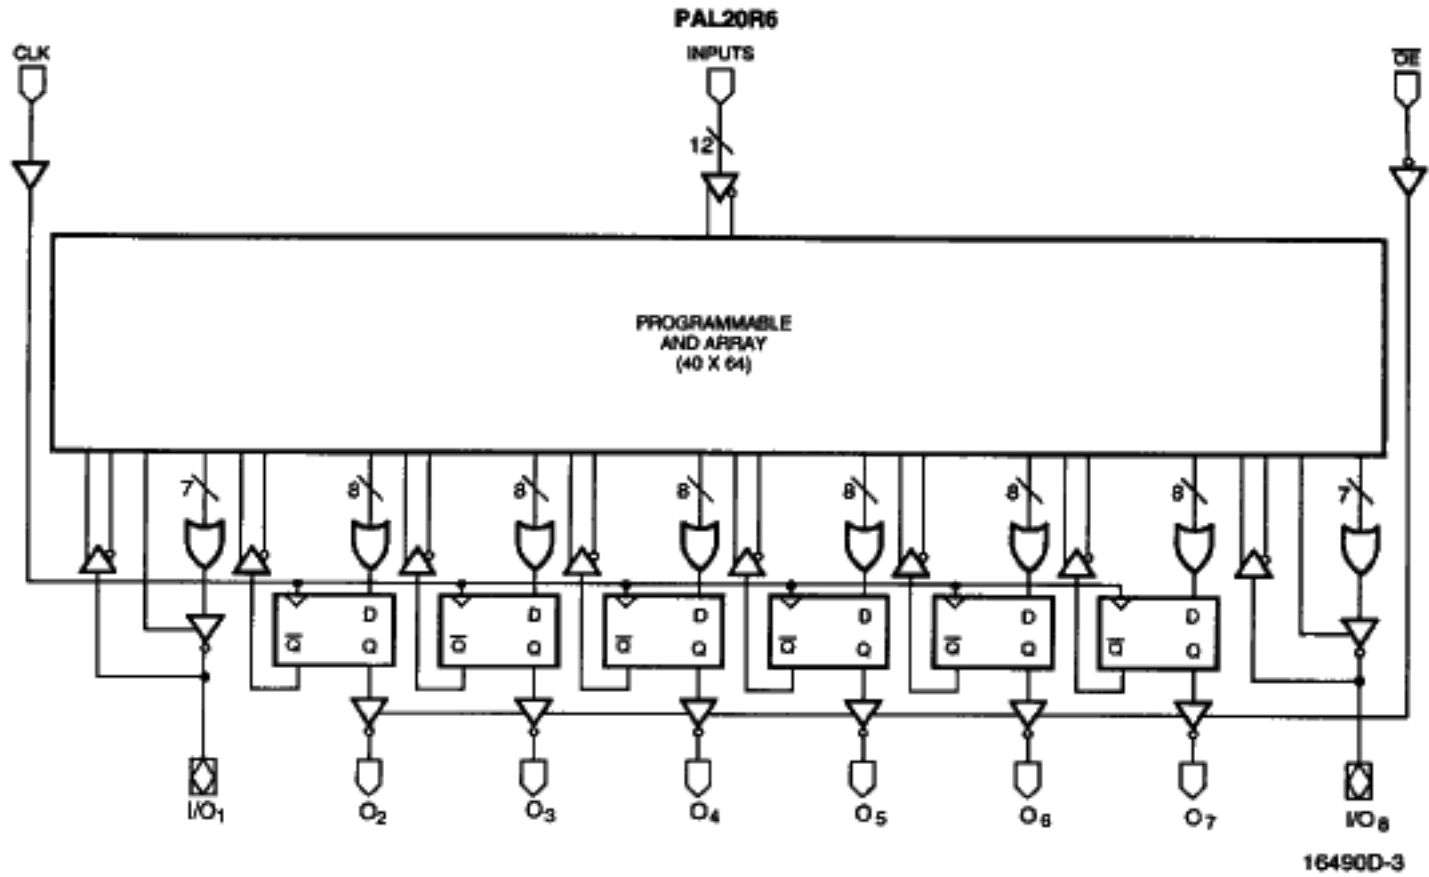 PAL20R6
CLK
INPUTS
OE
12
PROGRAMMABLE
AND ARRAY
(40 X 64)
7 8 8 8 8 8 8 7
D D D D D D
Q Q Q Q Q Q Q Q Q Q Q Q
I/O1 O2 O3 O4 O5 O6 O7 I/O8
16490D-3